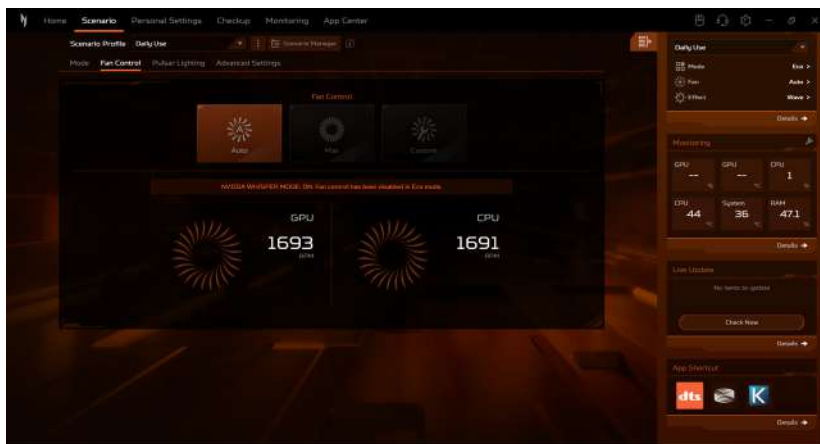 Home Scenario Personal Settings Checkup Monitoring App Center
Scenario Profile Daily Use Scenario Manager
Mode Fan Control Pulsar Lighting Advanced Settings
Fan Control
Auto Max Custom
NVIDIA WHISPER MODE: ON. Fan control has been disabled in Eco mode.
GPU
1693
RPM
CPU
1691
RPM
Daily Use
Mode Eco >
Fan Auto >
Effect Wave >
Details
Monitoring
GPU GPU CPU
-- -- 1
% °C %
CPU System RAM
44 36 47.1
°C °C %
Details
Live Update
No items to update
Check Now
Details
App Shortcut
dts K
Details